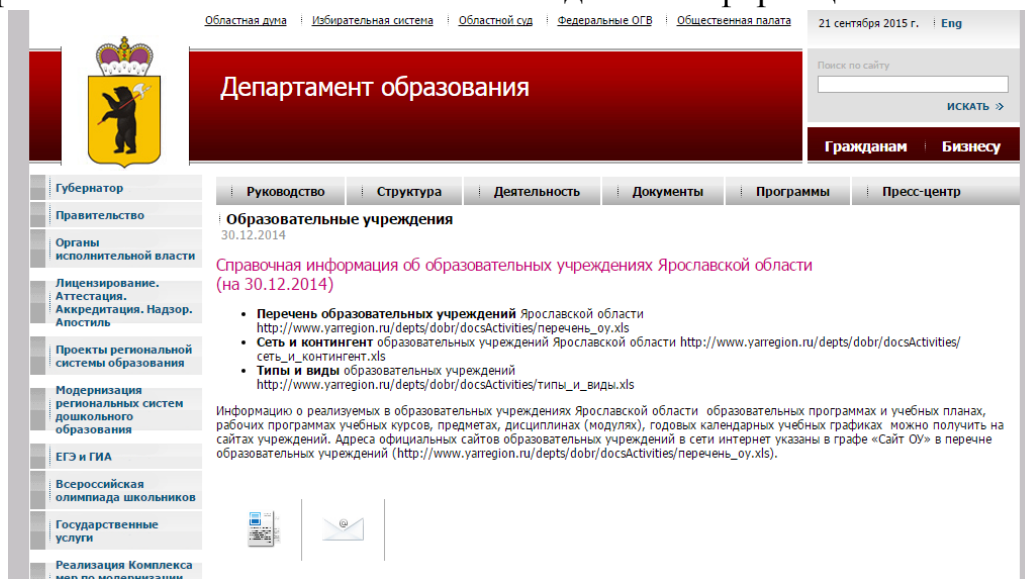 Областная дума Избирательная система Областной суд Федеральные ОГВ Общественная палата
21 сентября 2015 г. Eng
Поиск по сайту
ИСКАТЬ
Департамент образования
Гражданам Бизнесу
Губернатор
Правительство
Органы
исполнительной власти
Лицензирование.
Аттестация.
Аккредитация. Надзор.
Апостиль
Проекты региональной
системы образования
Модернизация
региональных систем
дошкольного
образования
ЕГЭ и ГИА
Всероссийская
олимпиада школьников
Государственные
услуги
Реализация Комплекса
мер по модернизации
Руководство Структура Деятельность Документы Программы Пресс-центр
Образовательные учреждения
30.12.2014
Справочная информация об образовательных учреждениях Ярославской области
(на 30.12.2014)
• Перечень образовательных учреждений Ярославской области
http://www.yarregion.ru/depts/dobr/docsActivities/перечень_оу.xls
• Сеть и контингент образовательных учреждений Ярославской области http://www.yarregion.ru/depts/dobr/docsActivities/
сеть_и_контингент.xls
• Типы и виды образовательных учреждений
http://www.yarregion.ru/depts/dobr/docsActivities/типы_и_виды.xls
Информацию о реализуемых в образовательных учреждениях Ярославской области образовательных программах и учебных планах,
рабочих программах учебных курсов, предметах, дисциплинах (модулях), годовых календарных учебных графиках можно получить на
сайтах учреждений. Адреса официальных сайтов образовательных учреждений в сети интернет указаны в графе «Сайт ОУ» в перечне
образовательных учреждений (http://www.yarregion.ru/depts/dobr/docsActivities/перечень_оу.xls).